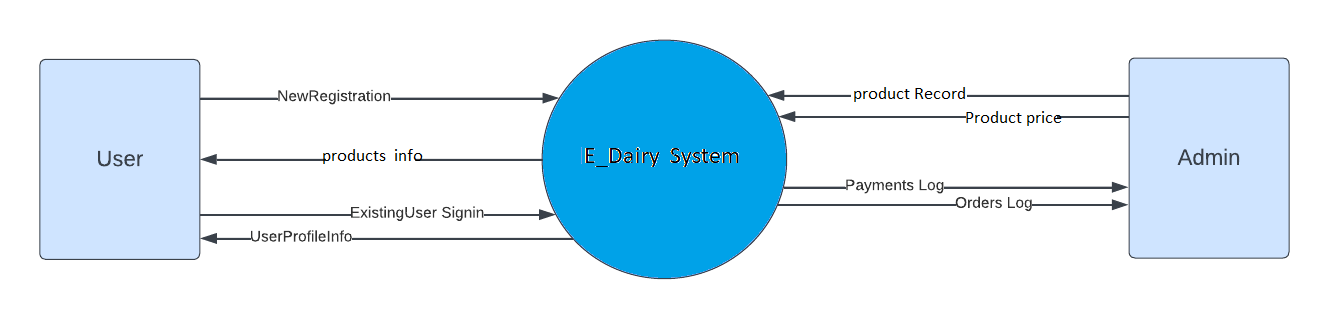 NewRegistration
products info
User
ExistingUser Signin
UserProfileInfo
E_Dairy System
product Record
Product price
Payments Log
Orders Log
Admin